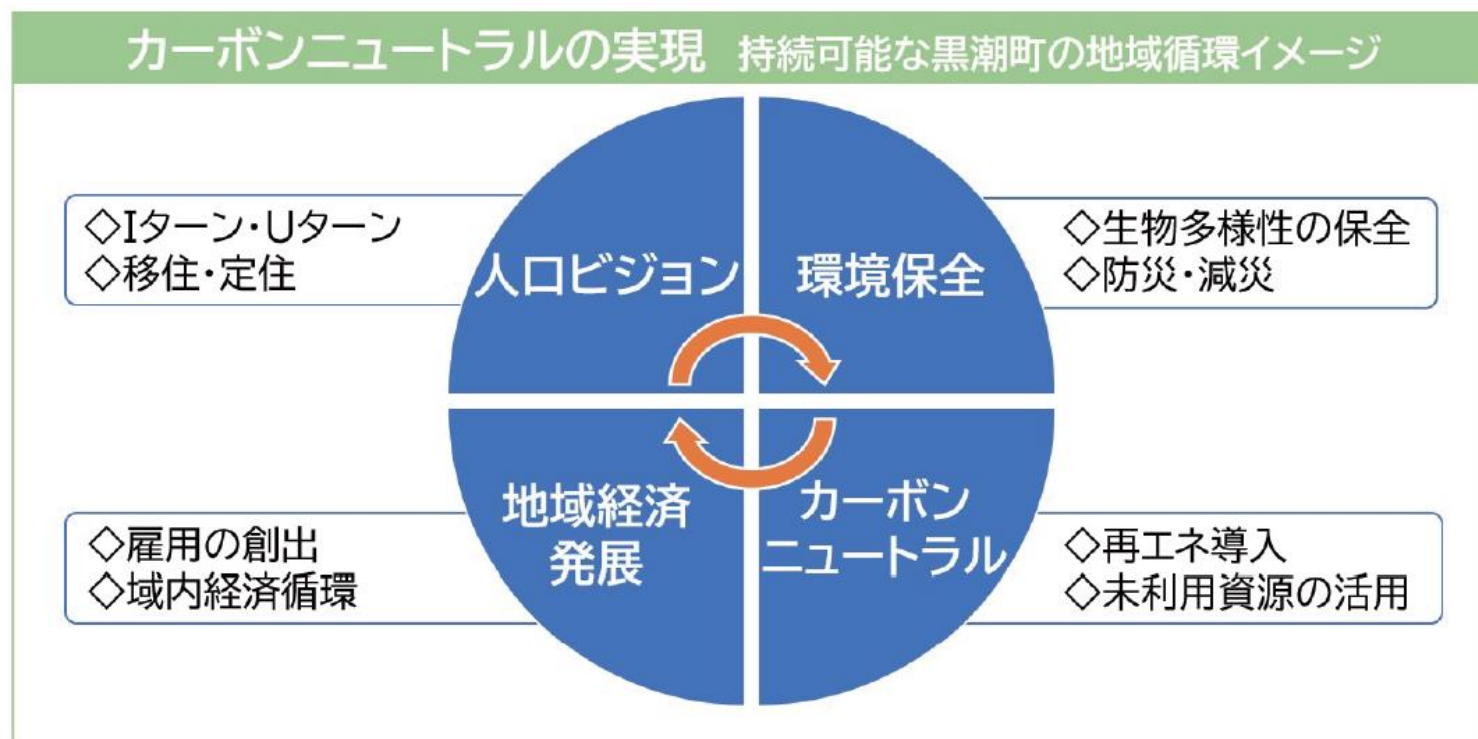 カーボンニュートラルの実現 持続可能な黒潮町の地域循環イメージ
◇Iターン・Uターン
◇移住・定住
人口ビジョン
環境保全
◇生物多様性の保全
◇防災・減災
◇雇用の創出
◇域内経済循環
地域経済
発展
カーボン
ニュートラル
◇再エネ導入
◇未利用資源の活用